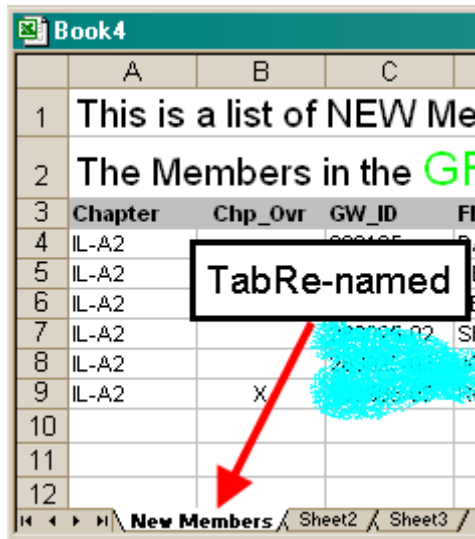 Book4
A B C
1 This is a list of NEW Me
2 The Members in the GR
3 Chapter Chp_Ovr GW_ID
4 IL-A2
5 IL-A2
TabRe-named
6 IL-A2
7 IL-A2
8 IL-A2
9 IL-A2 X
10
11
12
New Members Sheet2 Sheet3